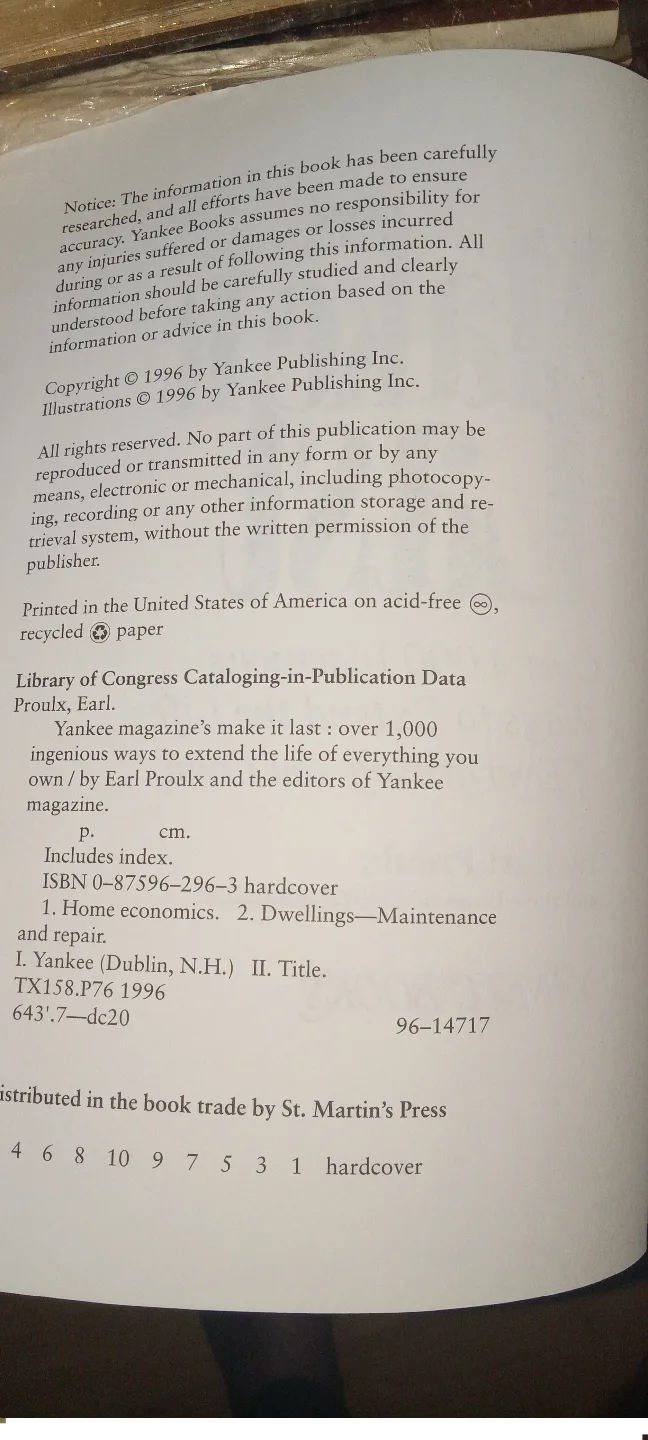 Notice: The information in this book has been carefully
researched, and all efforts have been made to ensure
accuracy. Yankee Books assumes no responsibility for
any injuries suffered or damages or losses incurred
during or as a result of following this information. All
information should be carefully studied and clearly
understood before taking any action based on the
information or advice in this book.
Copyright © 1996 by Yankee Publishing Inc.
Illustrations © 1996 by Yankee Publishing Inc.
All rights reserved. No part of this publication may be
reproduced or transmitted in any form or by any
means, electronic or mechanical, including photocopy-
ing, recording or any other information storage and re-
trieval system, without the written permission of the
publisher.
Printed in the United States of America on acid-free ♾,
recycled ♻ paper
Library of Congress Cataloging-in-Publication Data
Proulx, Earl.
Yankee magazine's make it last : over 1,000
ingenious ways to extend the life of everything you
own / by Earl Proulx and the editors of Yankee
magazine.
p. cm.
Includes index.
ISBN 0–87596–296–3 hardcover
1. Home economics. 2. Dwellings—Maintenance
and repair.
I. Yankee (Dublin, N.H.) II. Title.
TX158.P76 1996
643'.7—dc20 96–14717
istributed in the book trade by St. Martin's Press
4 6 8 10 9 7 5 3 1 hardcover